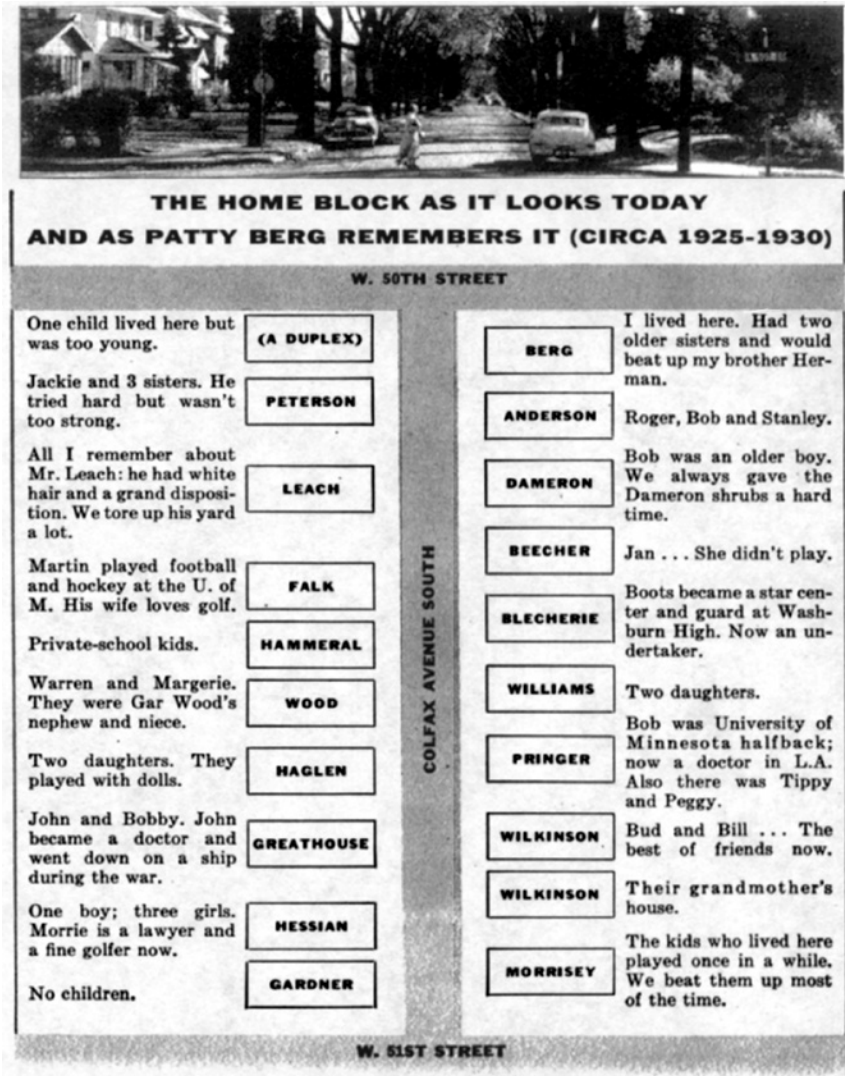 THE HOME BLOCK AS IT LOOKS TODAY
AND AS PATTY BERG REMEMBERS IT (CIRCA 1925-1930)
W. 50TH STREET
One child lived here but
was too young.
(A DUPLEX)
Jackie and 3 sisters. He
tried hard but wasn't
too strong.
PETERSON
All I remember about
Mr. Leach: he had white
hair and a grand disposi-
tion. We tore up his yard
a lot.
LEACH
Martin played football
and hockey at the U. of
M. His wife loves golf.
FALK
Private-school kids.
HAMMERAL
Warren and Margerie.
They were Gar Wood's
nephew and niece.
WOOD
Two daughters. They
played with dolls.
HAGLEN
John and Bobby. John
became a doctor and
went down on a ship
during the war.
GREATHOUSE
One boy; three girls.
Morrie is a lawyer and
a fine golfer now.
HESSIAN
No children.
GARDNER
COLFAX AVENUE SOUTH
BERG
I lived here. Had two
older sisters and would
beat up my brother Her-
man.
ANDERSON
Roger, Bob and Stanley.
DAMERON
Bob was an older boy.
We always gave the
Dameron shrubs a hard
time.
BEECHER
Jan . . . She didn't play.
BLECHERIE
Boots became a star cen-
ter and guard at Wash-
burn High. Now an un-
dertaker.
WILLIAMS
Two daughters.
PRINGER
Bob was University of
Minnesota halfback;
now a doctor in L.A.
Also there was Tippy
and Peggy.
WILKINSON
Bud and Bill . . . The
best of friends now.
WILKINSON
Their grandmother's
house.
MORRISEY
The kids who lived here
played once in a while.
We beat them up most
of the time.
W. 51ST STREET